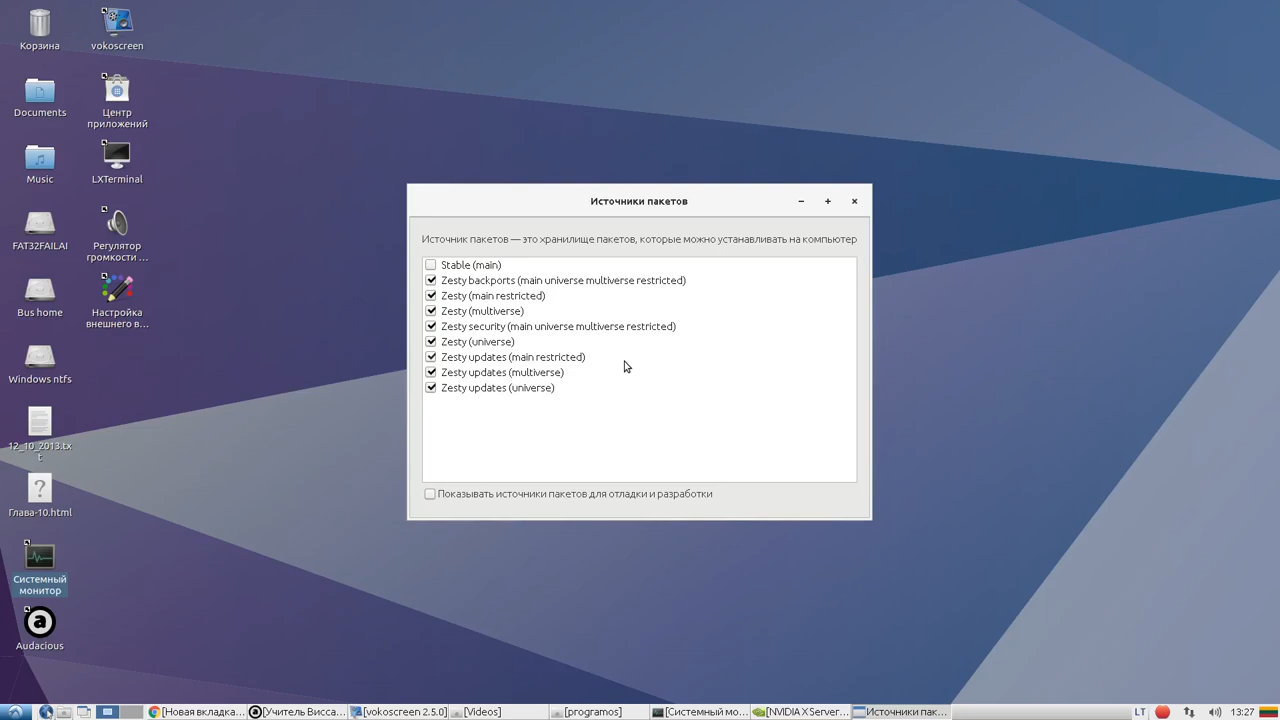 Корзина
vokoscreen
Documents
Центр
приложений
Music
LXTerminal
FAT32FAILAI
Регулятор
громкости ...
Bus home
Настройка
внешнего в...
Windows ntfs
12_10_2013.tx
t
Глава-10.html
Системный
монитор
Audacious
Источники пакетов
Источник пакетов — это хранилище пакетов, которые можно устанавливать на компьютер
Stable (main)
Zesty backports (main universe multiverse restricted)
Zesty (main restricted)
Zesty (multiverse)
Zesty security (main universe multiverse restricted)
Zesty (universe)
Zesty updates (main restricted)
Zesty updates (multiverse)
Zesty updates (universe)
Показывать источники пакетов для отладки и разработки
[Новая вкладка...
[Учитель Висса...
[vokoscreen 2.5.0]
[Videos]
[programos]
[Системный мо...
[NVIDIA X Server...
Источники пак...
LT
13:27